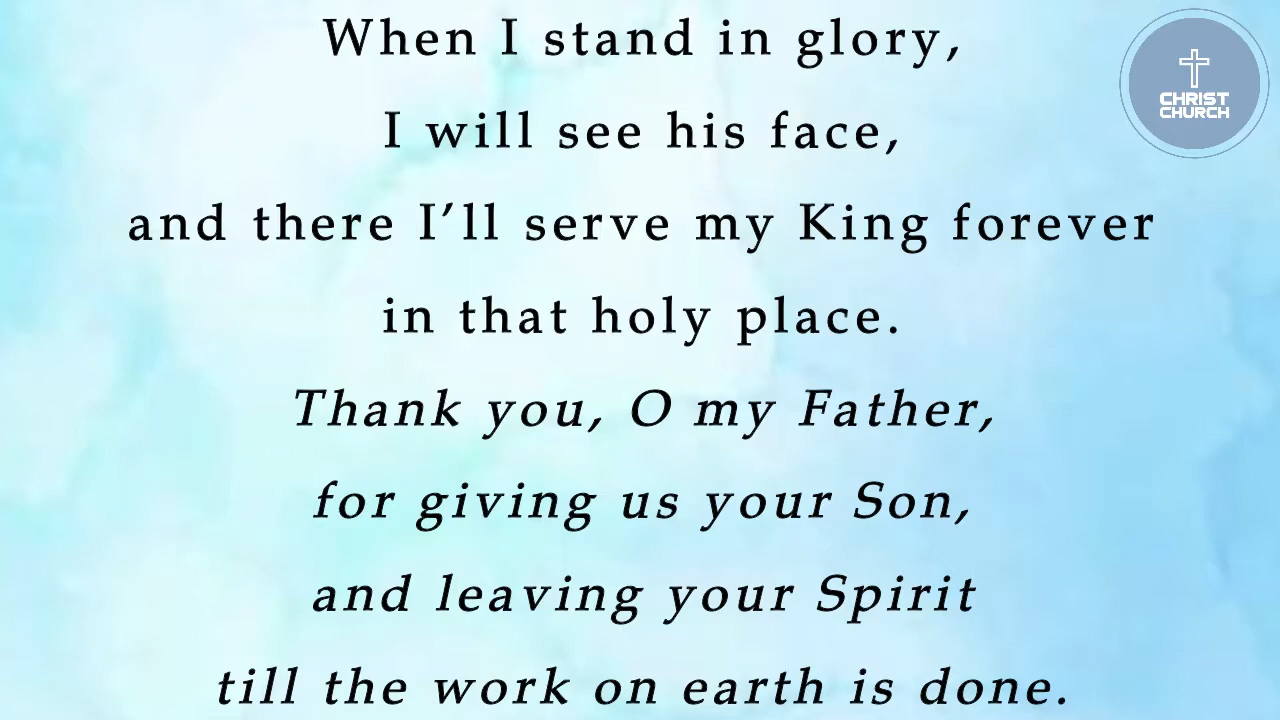 When I stand in glory,
I will see his face,
and there I’ll serve my King forever
in that holy place.
Thank you, O my Father,
for giving us your Son,
and leaving your Spirit
till the work on earth is done.
CHRIST
CHURCH